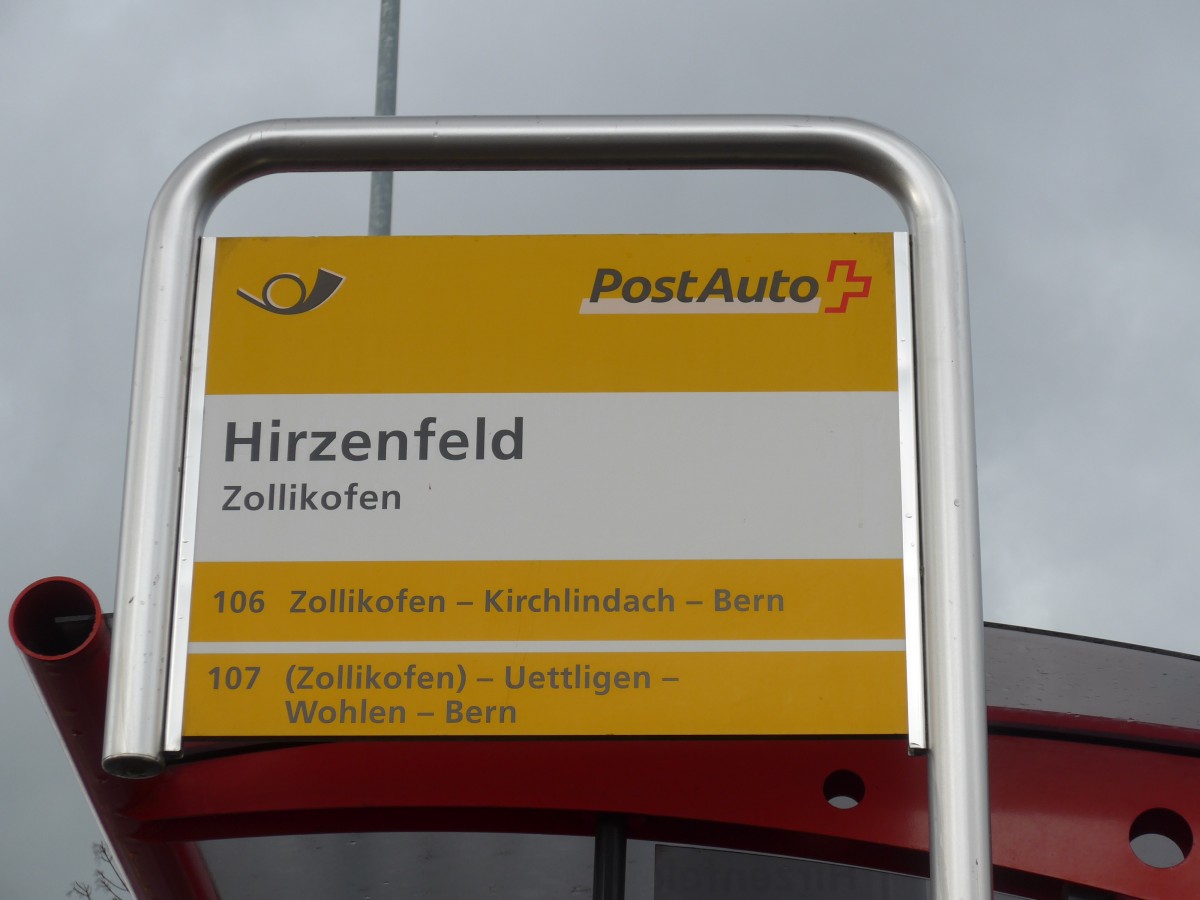 PostAuto
Hirzenfeld
Zollikofen
106 Zollikofen – Kirchlindach – Bern
107 (Zollikofen) – Uettligen –
Wohlen – Bern